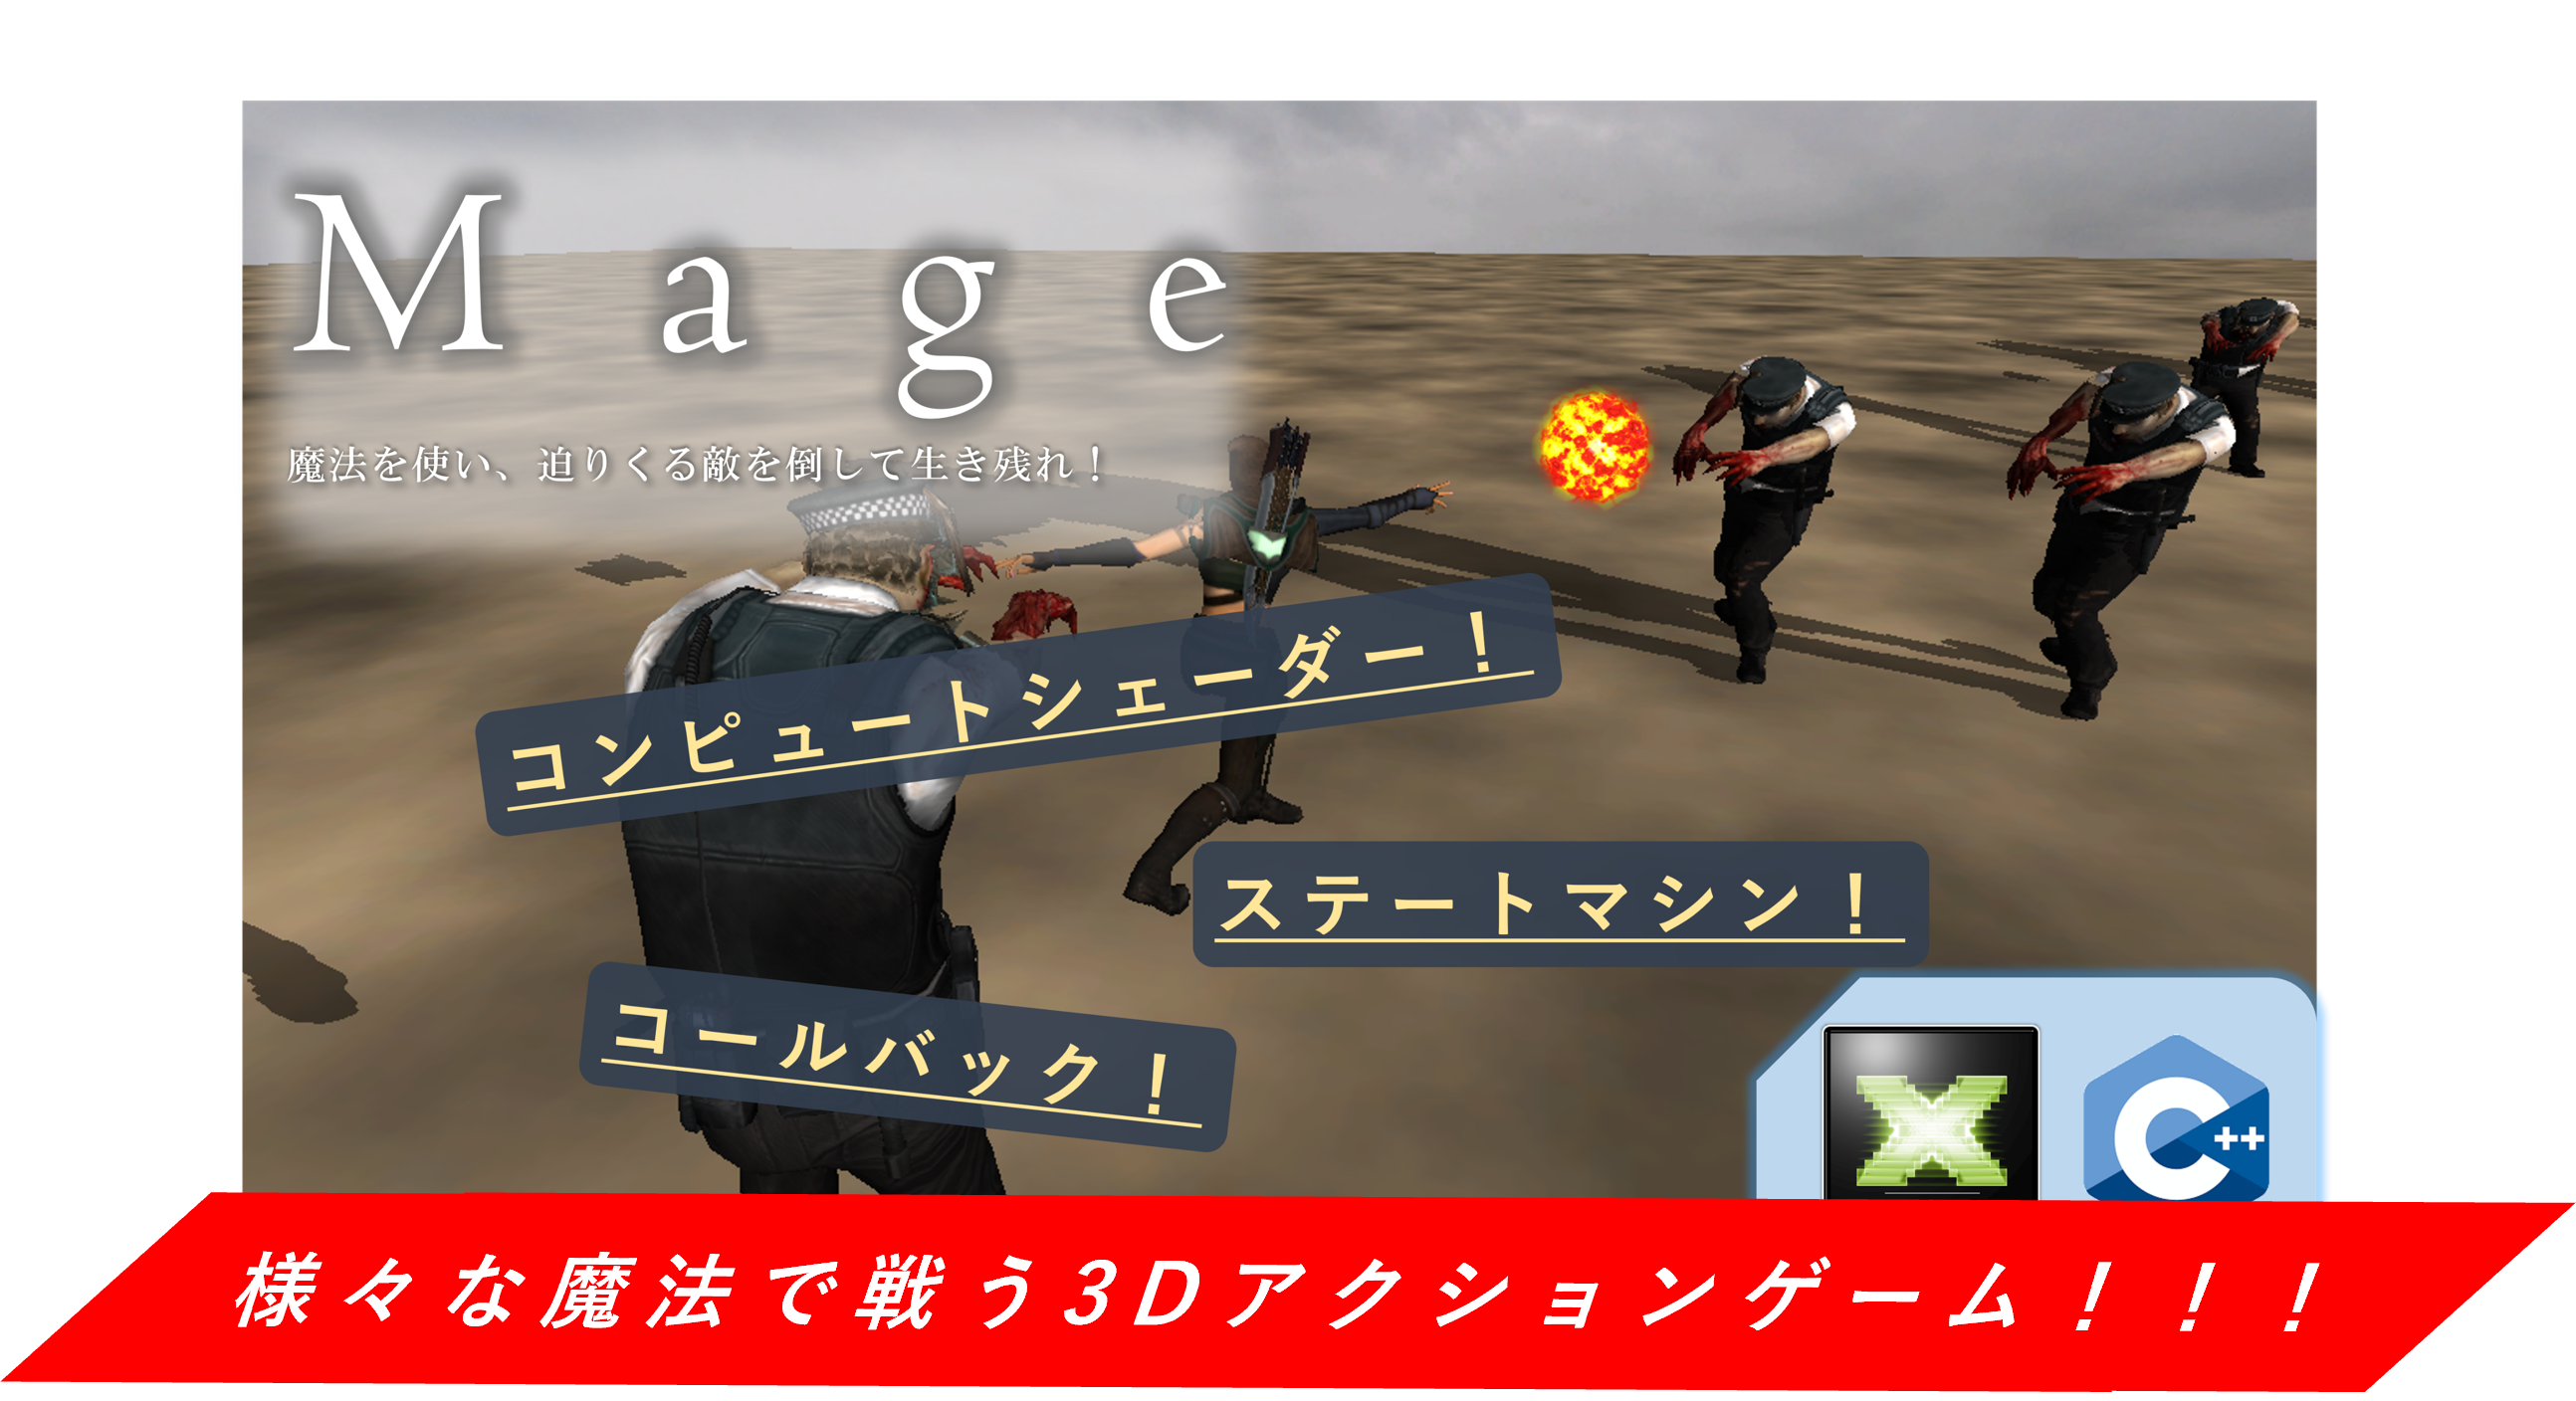 Mage
魔法を使い、迫りくる敵を倒して生き残れ！
コンピュートシェーダー！
ステートマシン！
コールバック！
C++
様々な魔法で戦う3Dアクションゲーム！！！